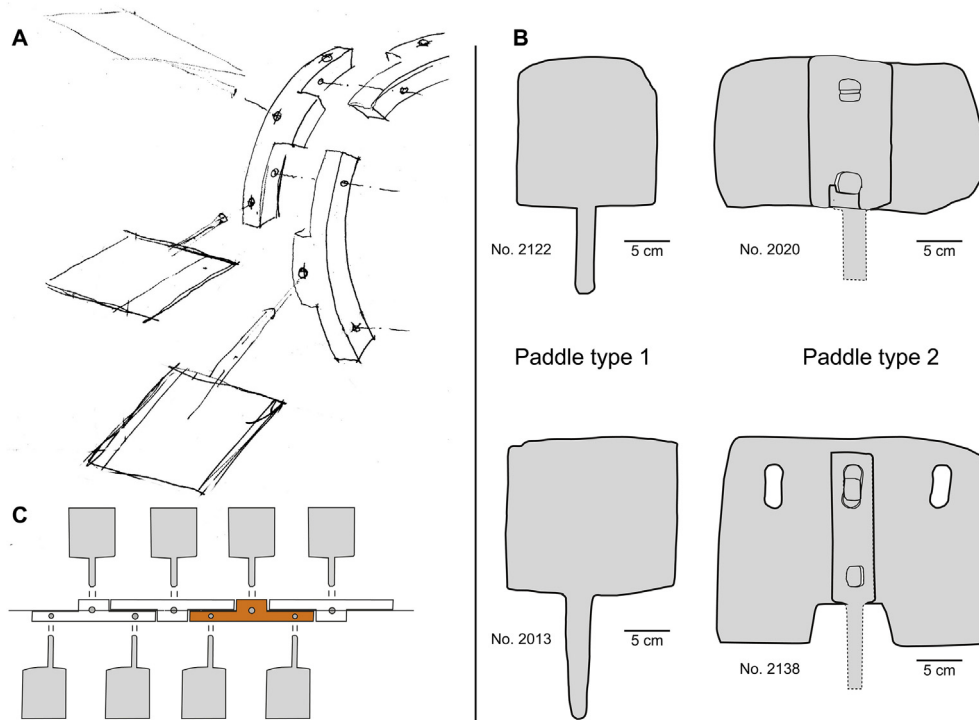 A
B
No. 2122
5 cm
No. 2020
5 cm
Paddle type 1
Paddle type 2
C
No. 2013
5 cm
No. 2138
5 cm